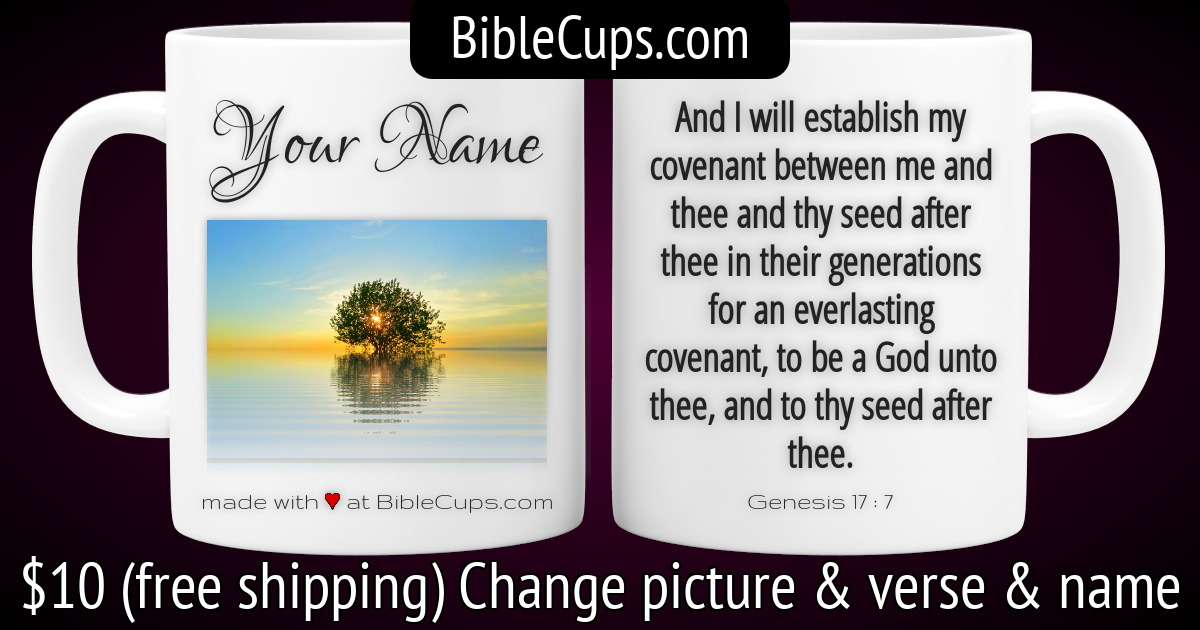 BibleCups.com
Your Name
made with ♥ at BibleCups.com
And I will establish my
covenant between me and
thee and thy seed after
thee in their generations
for an everlasting
covenant, to be a God unto
thee, and to thy seed after
thee.
Genesis 17 : 7
$10 (free shipping) Change picture & verse & name